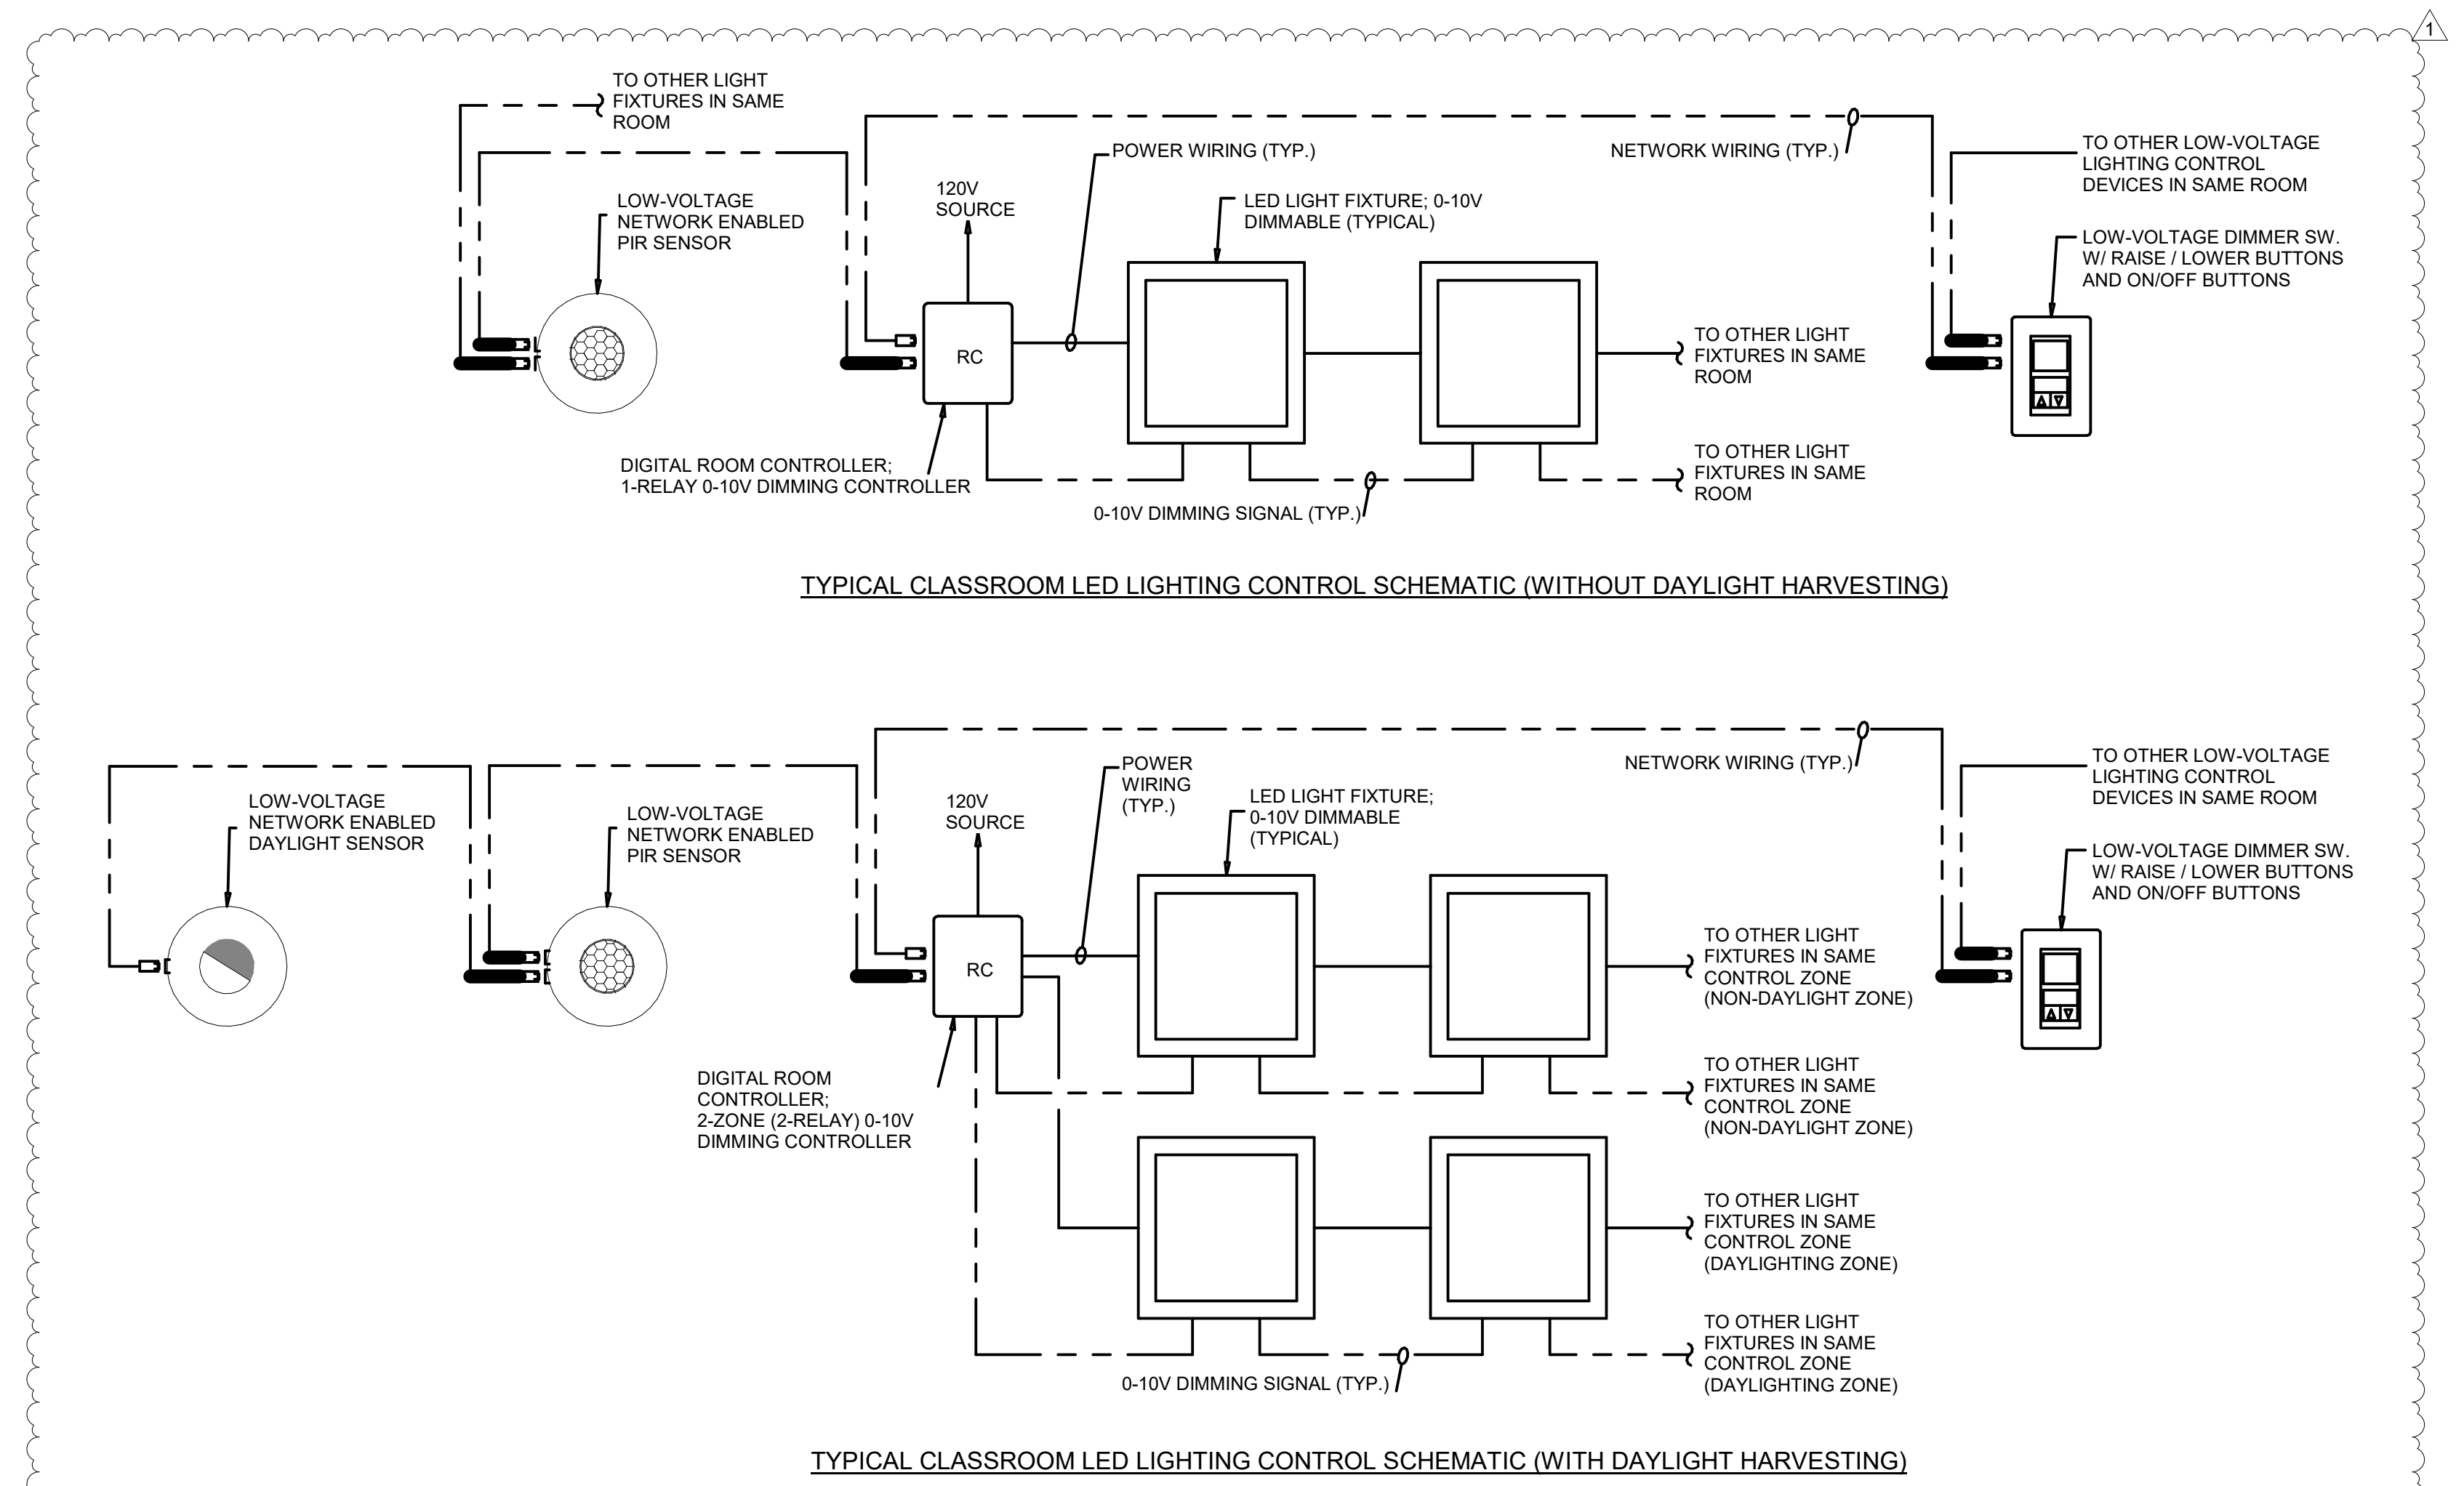 1
TO OTHER LIGHT
FIXTURES IN SAME
ROOM
POWER WIRING (TYP.)
NETWORK WIRING (TYP.)
TO OTHER LOW-VOLTAGE
LIGHTING CONTROL
DEVICES IN SAME ROOM
LOW-VOLTAGE
NETWORK ENABLED
PIR SENSOR
120V
SOURCE
LED LIGHT FIXTURE; 0-10V
DIMMABLE (TYPICAL)
LOW-VOLTAGE DIMMER SW.
W/ RAISE / LOWER BUTTONS
AND ON/OFF BUTTONS
RC
TO OTHER LIGHT
FIXTURES IN SAME
ROOM
DIGITAL ROOM CONTROLLER;
1-RELAY 0-10V DIMMING CONTROLLER
TO OTHER LIGHT
FIXTURES IN SAME
ROOM
0-10V DIMMING SIGNAL (TYP.)
TYPICAL CLASSROOM LED LIGHTING CONTROL SCHEMATIC (WITHOUT DAYLIGHT HARVESTING)
POWER
WIRING
(TYP.)
NETWORK WIRING (TYP.)
TO OTHER LOW-VOLTAGE
LIGHTING CONTROL
DEVICES IN SAME ROOM
LOW-VOLTAGE
NETWORK ENABLED
DAYLIGHT SENSOR
LOW-VOLTAGE
NETWORK ENABLED
PIR SENSOR
120V
SOURCE
LED LIGHT FIXTURE;
0-10V DIMMABLE
(TYPICAL)
LOW-VOLTAGE DIMMER SW.
W/ RAISE / LOWER BUTTONS
AND ON/OFF BUTTONS
RC
TO OTHER LIGHT
FIXTURES IN SAME
CONTROL ZONE
(NON-DAYLIGHT ZONE)
DIGITAL ROOM
CONTROLLER;
2-ZONE (2-RELAY) 0-10V
DIMMING CONTROLLER
TO OTHER LIGHT
FIXTURES IN SAME
CONTROL ZONE
(NON-DAYLIGHT ZONE)
TO OTHER LIGHT
FIXTURES IN SAME
CONTROL ZONE
(DAYLIGHTING ZONE)
TO OTHER LIGHT
FIXTURES IN SAME
CONTROL ZONE
(DAYLIGHTING ZONE)
0-10V DIMMING SIGNAL (TYP.)
TYPICAL CLASSROOM LED LIGHTING CONTROL SCHEMATIC (WITH DAYLIGHT HARVESTING)